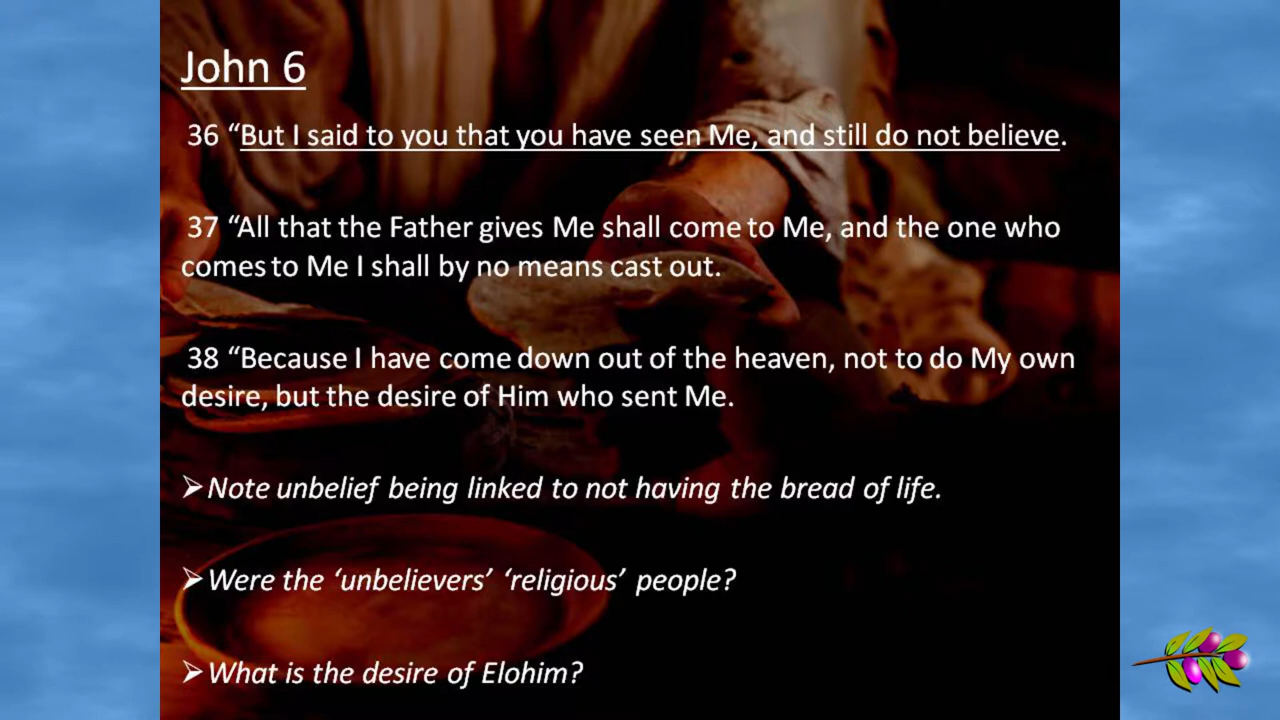 John 6
36 “But I said to you that you have seen Me, and still do not believe.
37 “All that the Father gives Me shall come to Me, and the one who
comes to Me I shall by no means cast out.
38 “Because I have come down out of the heaven, not to do My own
desire, but the desire of Him who sent Me.
➢Note unbelief being linked to not having the bread of life.
➢Were the ‘unbelievers’ ‘religious’ people?
➢What is the desire of Elohim?